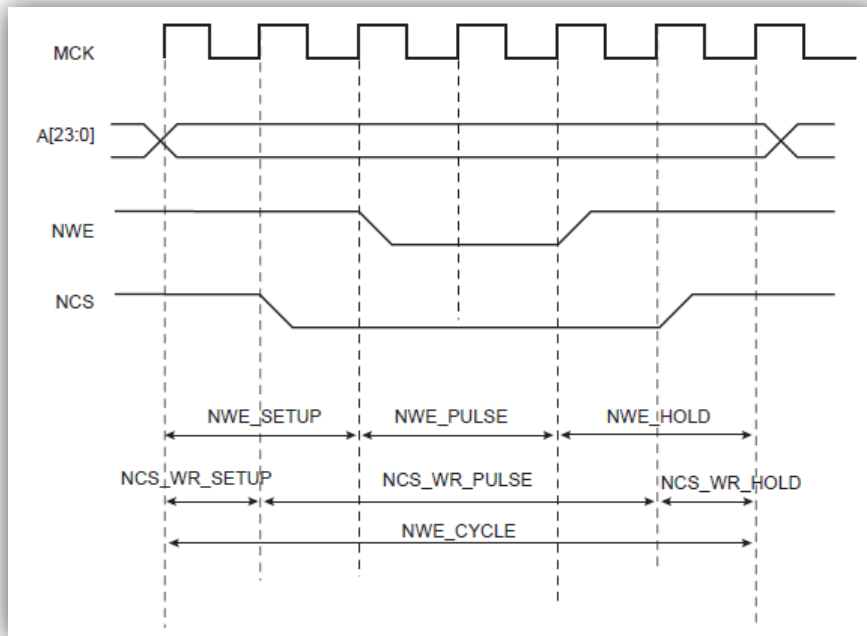 MCK
A[23:0]
NWE
NCS
NWE_SETUP NWE_PULSE NWE_HOLD
NCS_WR_SETUP NCS_WR_PULSE NCS_WR_HOLD
NWE_CYCLE